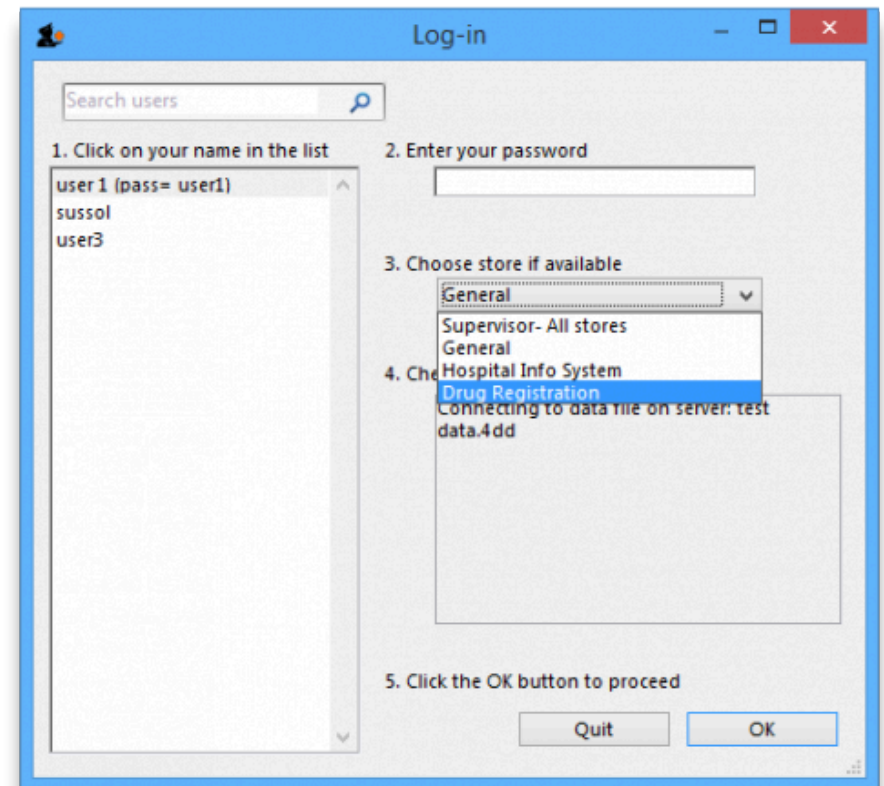 Log-in
Search users
1. Click on your name in the list
user 1 (pass= user1)
sussol
user3
2. Enter your password
3. Choose store if available
General
Supervisor- All stores
General
Hospital Info System
Drug Registration
4. Che
Connecting to data file on server: test
data.4dd
5. Click the OK button to proceed
Quit
OK